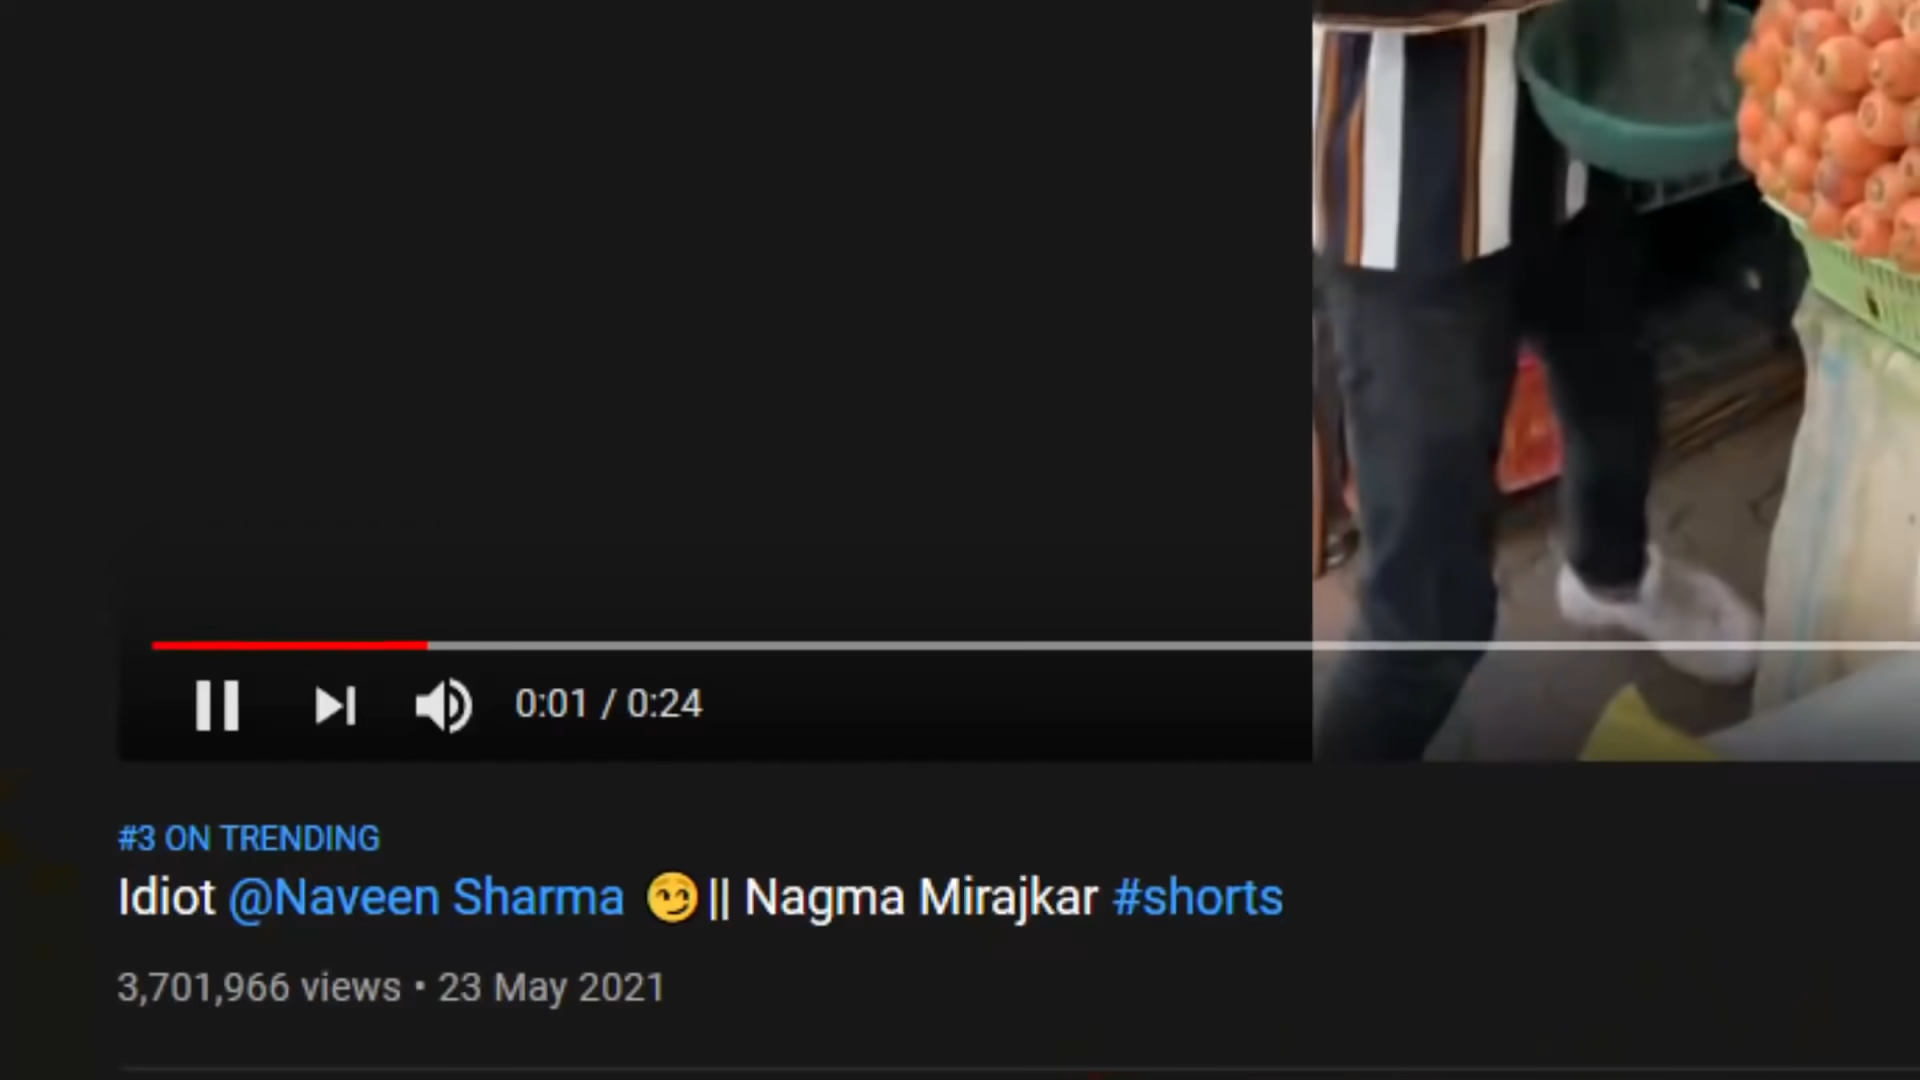 0:01 / 0:24
#3 ON TRENDING
Idiot @Naveen Sharma 😏 || Nagma Mirajkar #shorts
3,701,966 views • 23 May 2021